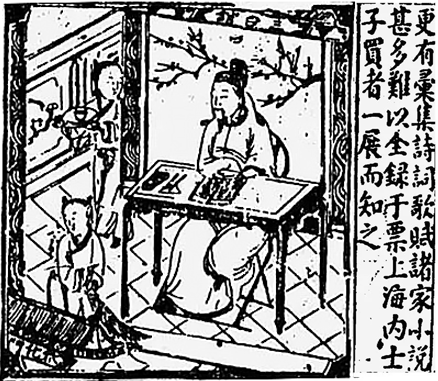 更有彙集詩詞歌賦諸家小說
甚多難以全録于票上海內士
子買者一展而知之